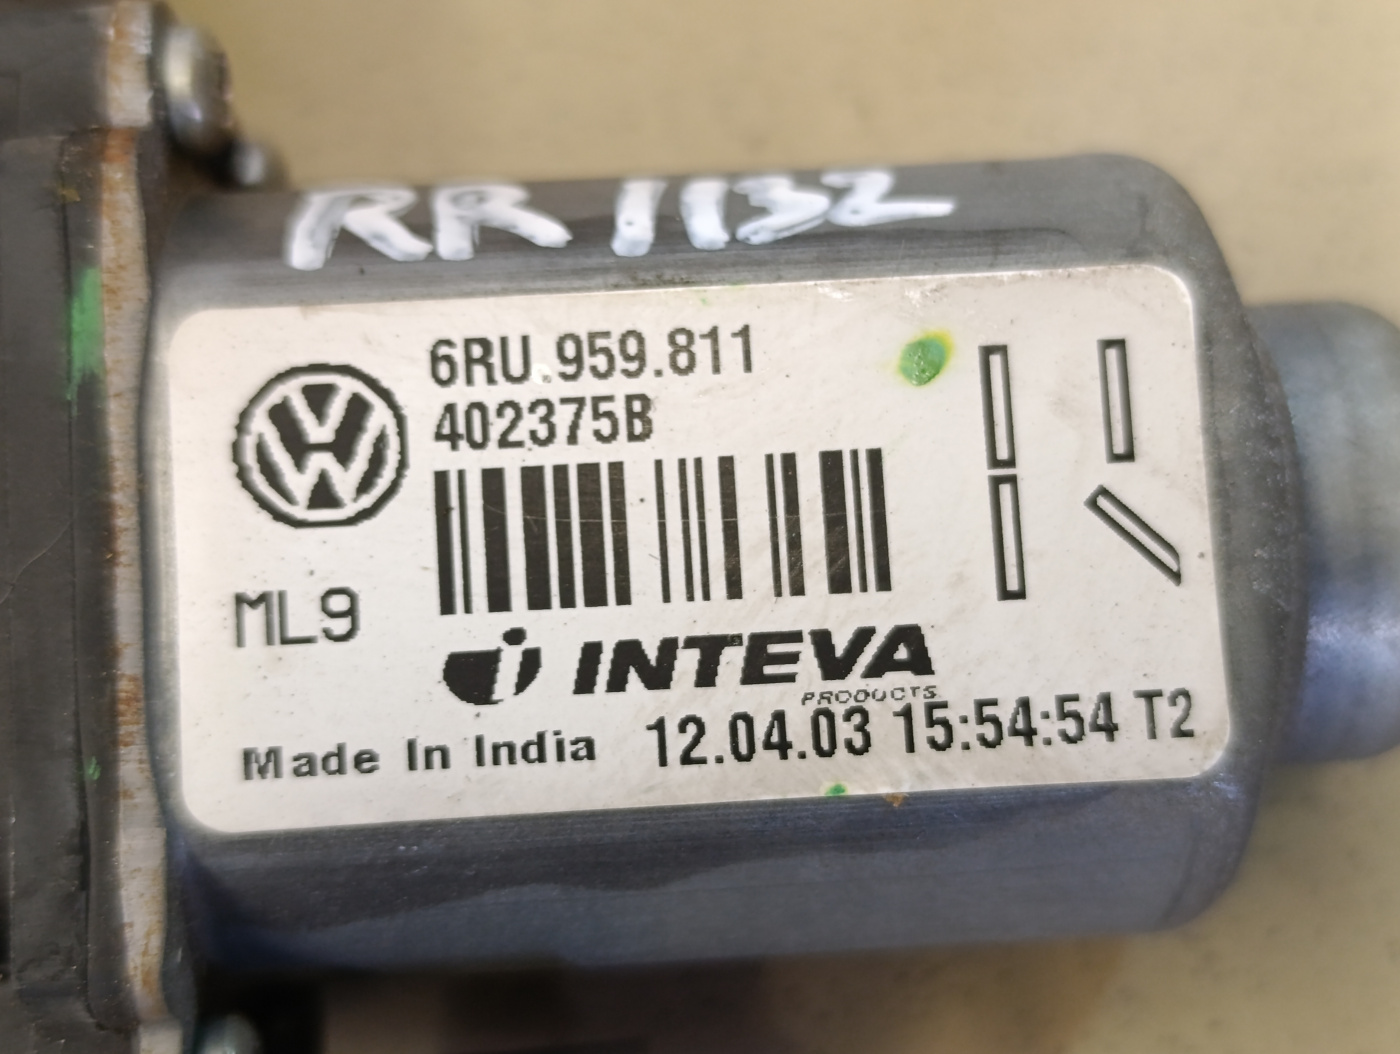 RR 1132
6RU.959.811
402375B
ML9
INTEVA
PRODUCTS
Made In India 12.04.03 15:54:54 T2